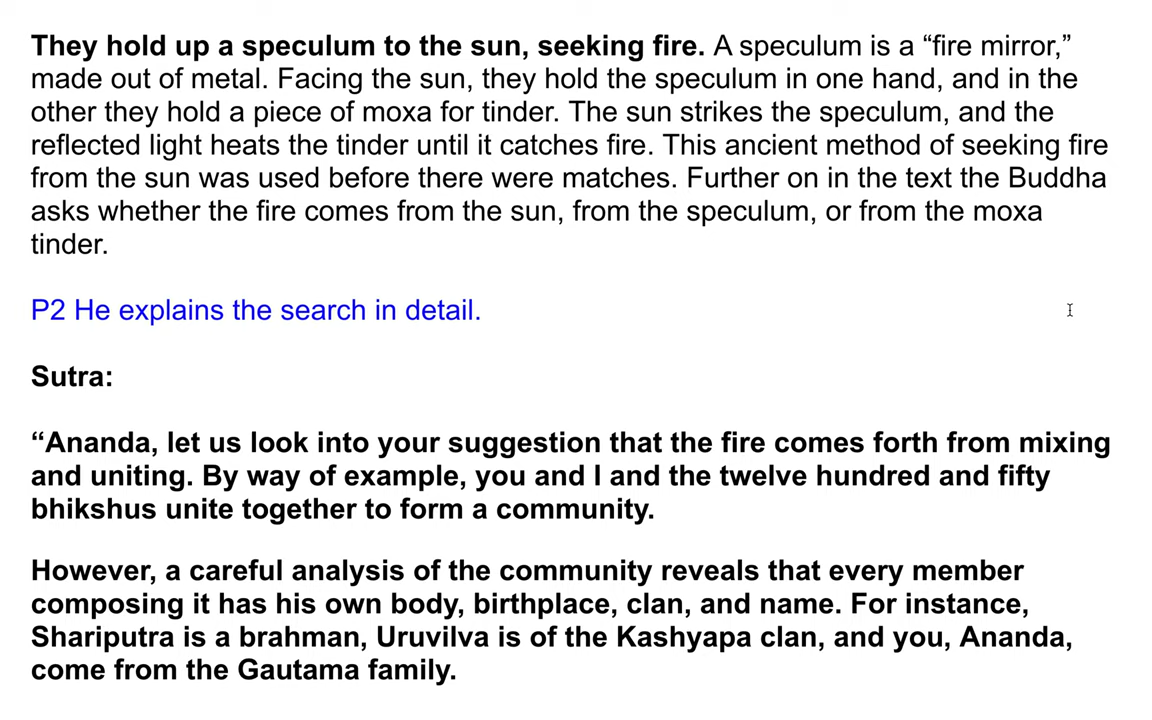 They hold up a speculum to the sun, seeking fire. A speculum is a “fire mirror,”
made out of metal. Facing the sun, they hold the speculum in one hand, and in the
other they hold a piece of moxa for tinder. The sun strikes the speculum, and the
reflected light heats the tinder until it catches fire. This ancient method of seeking fire
from the sun was used before there were matches. Further on in the text the Buddha
asks whether the fire comes from the sun, from the speculum, or from the moxa
tinder.
P2 He explains the search in detail.
Sutra:
“Ananda, let us look into your suggestion that the fire comes forth from mixing
and uniting. By way of example, you and I and the twelve hundred and fifty
bhikshus unite together to form a community.
However, a careful analysis of the community reveals that every member
composing it has his own body, birthplace, clan, and name. For instance,
Shariputra is a brahman, Uruvilva is of the Kashyapa clan, and you, Ananda,
come from the Gautama family.